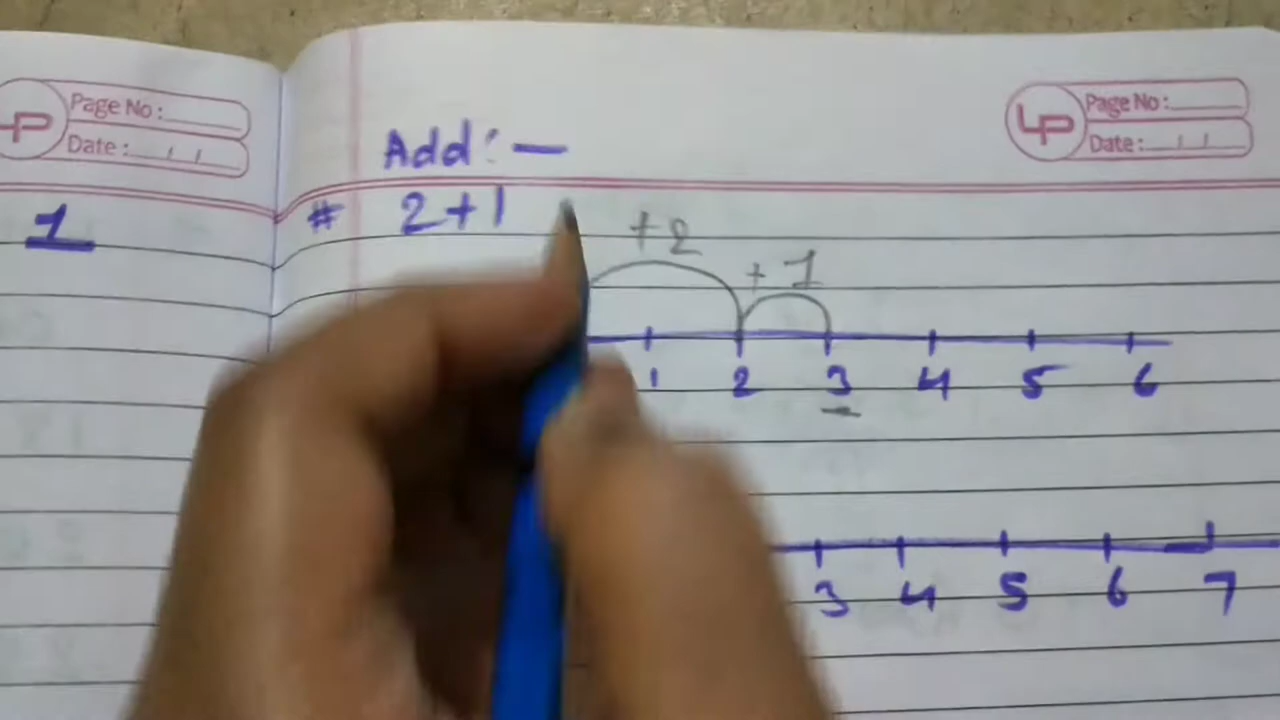 Page No:
Date:
LP Page No:
Date:
Add:-
1
# 2+1
+2
+1
1 2 3 4 5 6
3 4 5 6 7